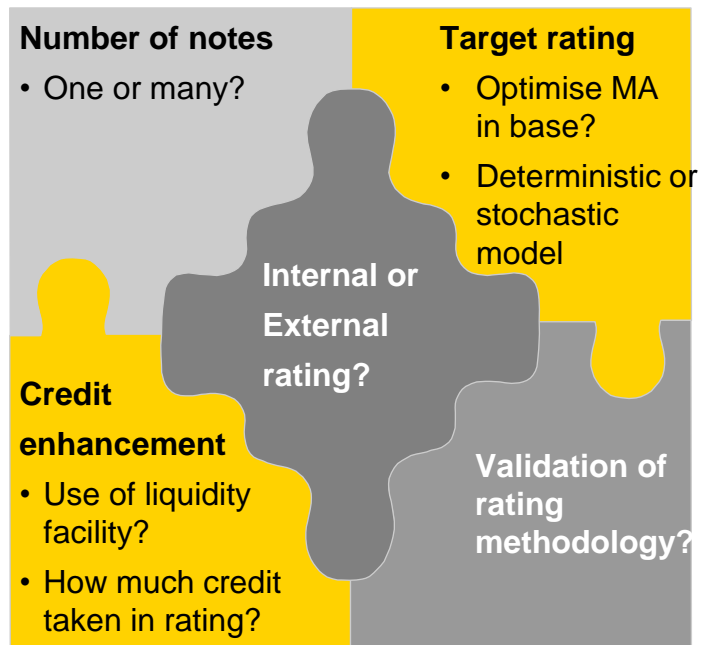 Number of notes
• One or many?
Target rating
• Optimise MA
in base?
• Deterministic or
stochastic
model
Internal or
External
rating?
Credit
enhancement
• Use of liquidity
facility?
• How much credit
taken in rating?
Validation of
rating
methodology?